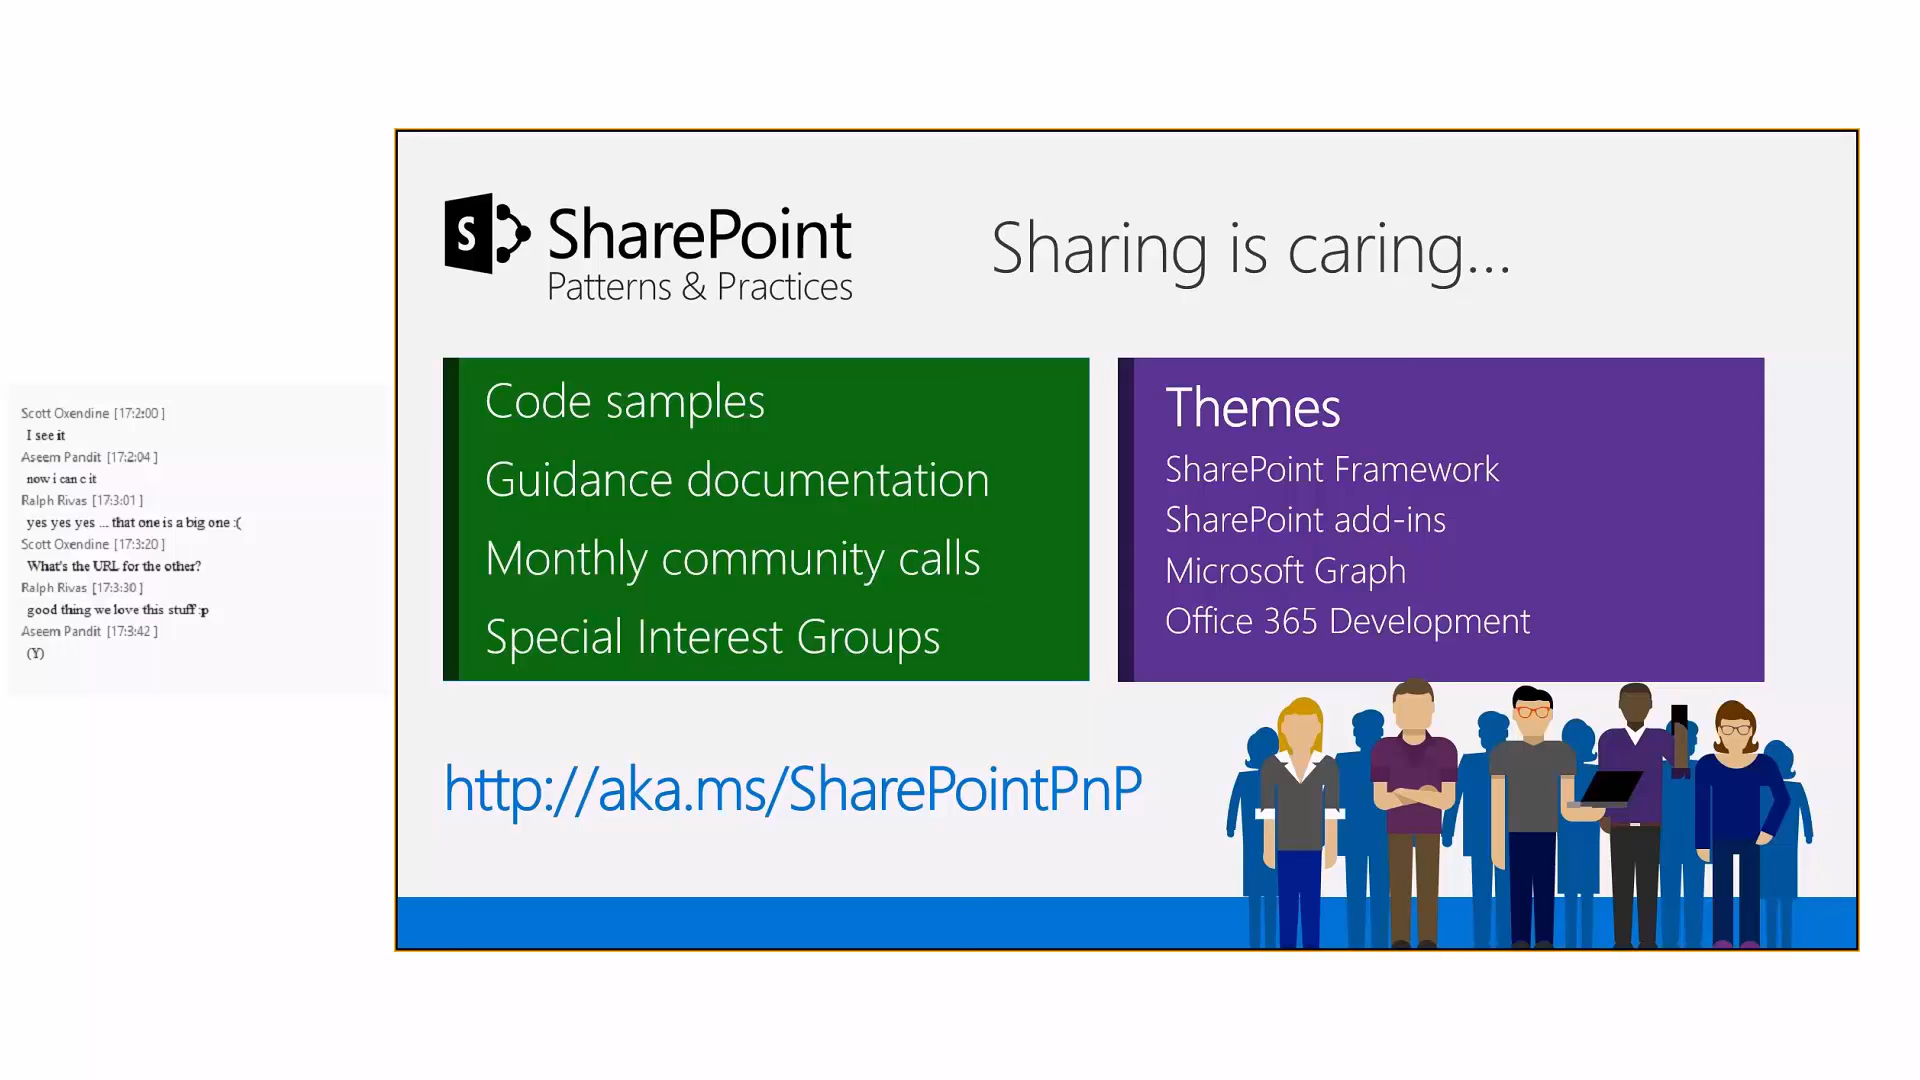 Scott Oxendine [17:2:00 ]
I see it
Aseem Pandit [17:2:04 ]
now i can c it
Ralph Rivas [17:3:01 ]
yes yes yes ... that one is a big one :(
Scott Oxendine [17:3:20 ]
What's the URL for the other?
Ralph Rivas [17:3:30 ]
good thing we love this stuff :p
Aseem Pandit [17:3:42 ]
(Y)
S
SharePoint
Patterns & Practices
Sharing is caring...
Code samples
Guidance documentation
Monthly community calls
Special Interest Groups
Themes
SharePoint Framework
SharePoint add-ins
Microsoft Graph
Office 365 Development
http://aka.ms/SharePointPnP